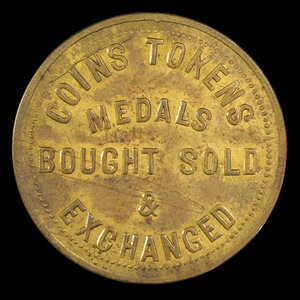 COINS TOKENS
MEDALS
BOUGHT SOLD
&
EXCHANGED